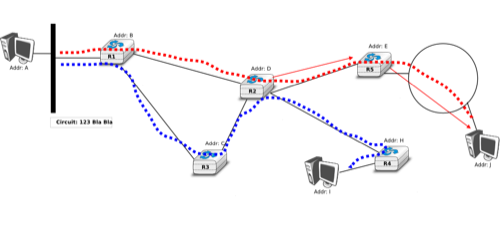 Addr: B
Addr: E
R1
Addr: A
Addr: D
R5
R2
Circuit: 123 Bla Bla
Addr: C
Addr: H
R3
R4
Addr: J
Addr: I